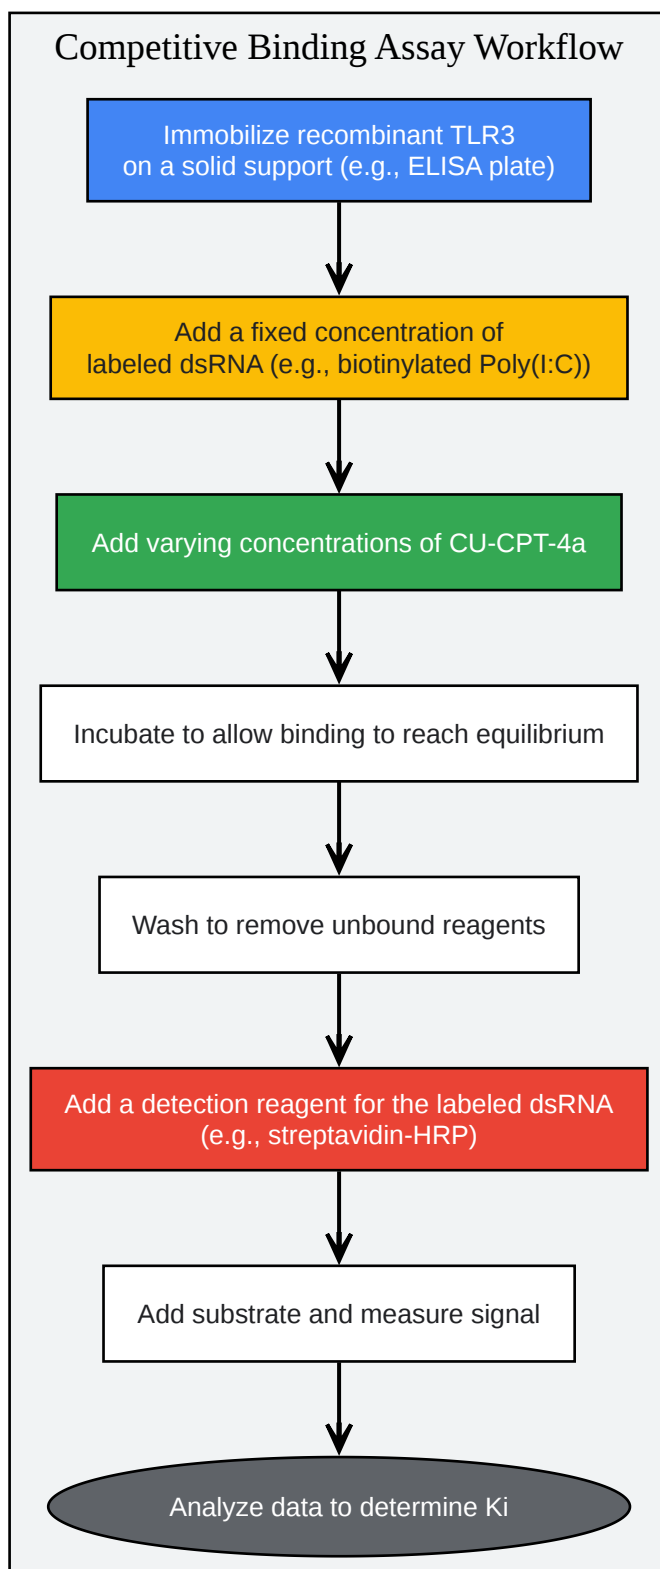 Competitive Binding Assay Workflow
Immobilize recombinant TLR3
on a solid support (e.g., ELISA plate)
Add a fixed concentration of
labeled dsRNA (e.g., biotinylated Poly(I:C))
Add varying concentrations of CU-CPT-4a
Incubate to allow binding to reach equilibrium
Wash to remove unbound reagents
Add a detection reagent for the labeled dsRNA
(e.g., streptavidin-HRP)
Add substrate and measure signal
Analyze data to determine Ki